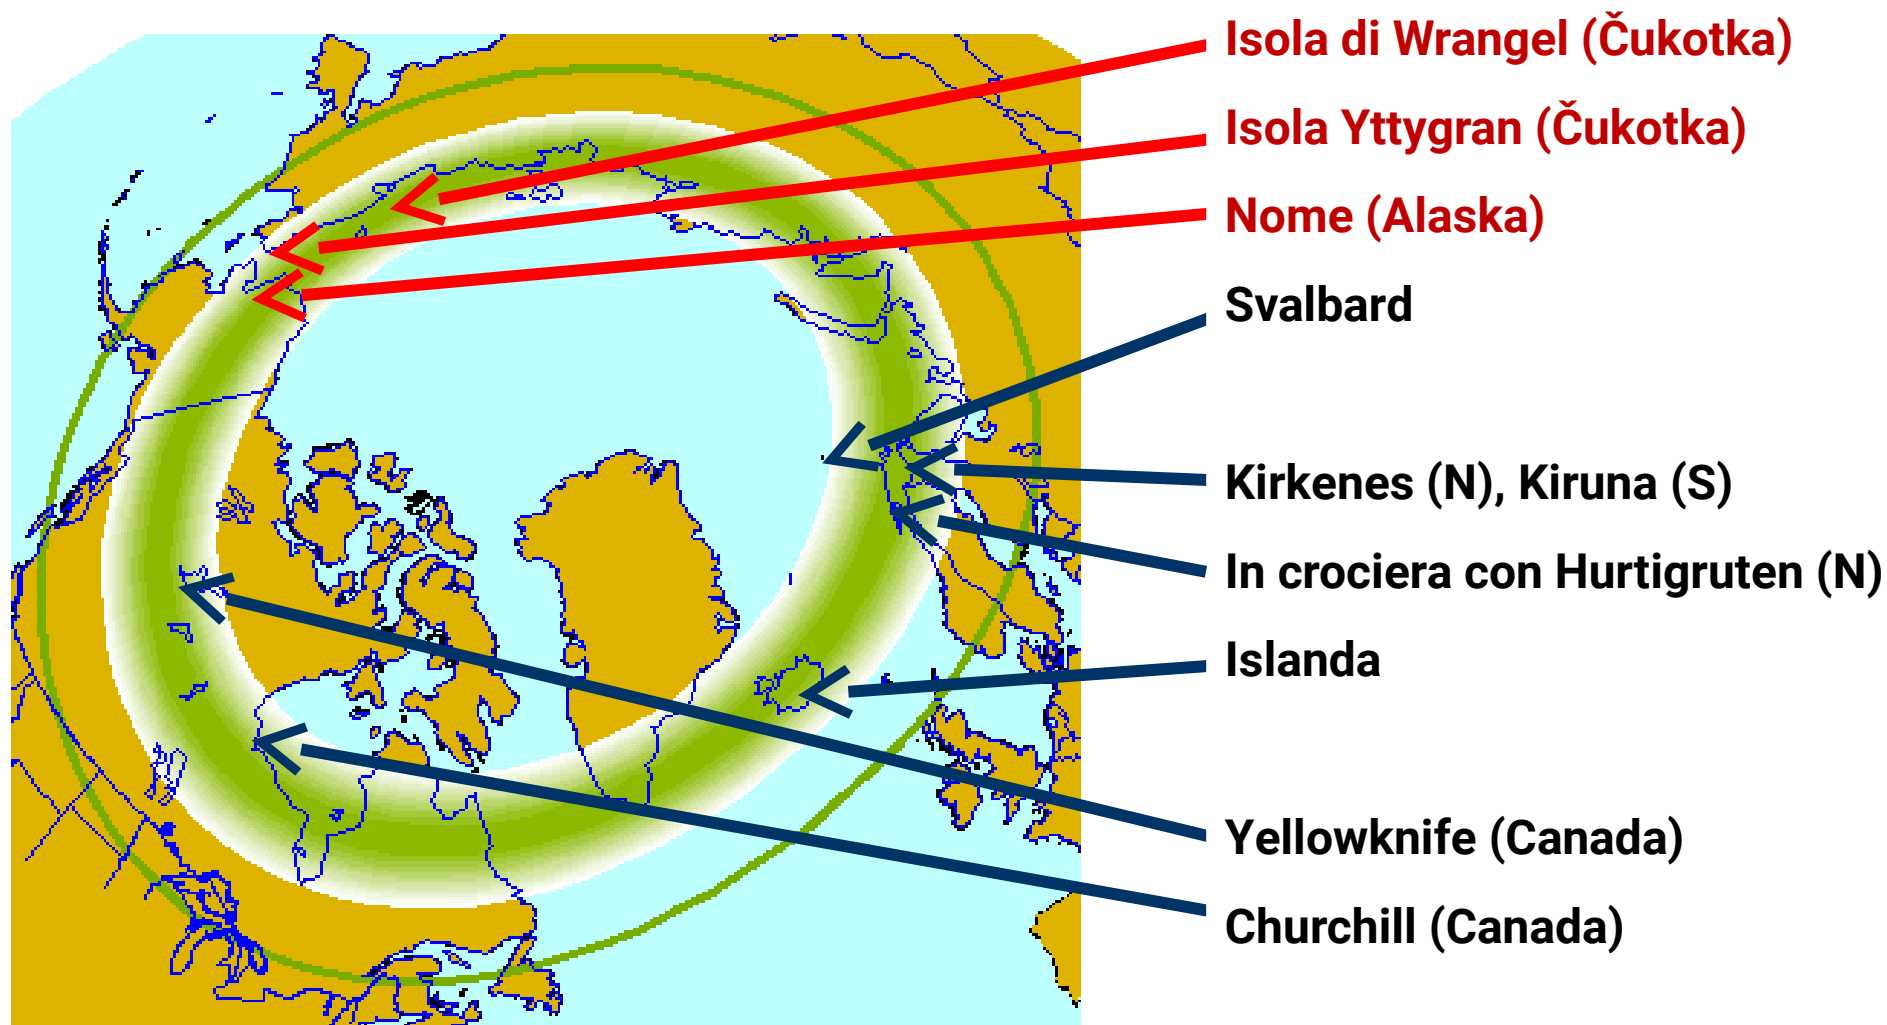 Isola di Wrangel (Čukotka)
Isola Yttygran (Čukotka)
Nome (Alaska)
Svalbard
Kirkenes (N), Kiruna (S)
In crociera con Hurtigruten (N)
Islanda
Yellowknife (Canada)
Churchill (Canada)